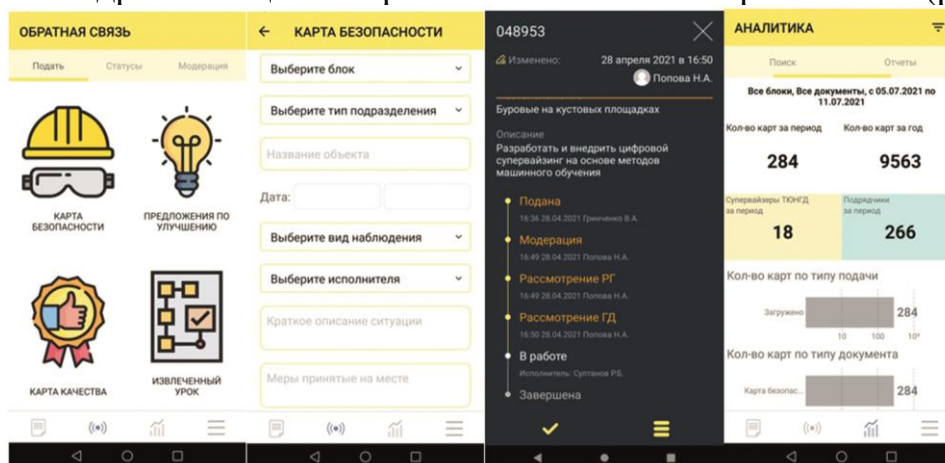 ОБРАТНАЯ СВЯЗЬ
Подать
Статусы
Модерация
КАРТА
БЕЗОПАСНОСТИ
ПРЕДЛОЖЕНИЯ ПО
УЛУЧШЕНИЮ
КАРТА КАЧЕСТВА
ИЗВЛЕЧЕННЫЙ
УРОК
КАРТА БЕЗОПАСНОСТИ
Выберите блок
Выберите тип подразделения
Название объекта
Дата:
Выберите вид наблюдения
Выберите исполнителя
Краткое описание ситуации
Меры принятые на месте
048953
Изменено:
28 апреля 2021 в 16:50
Попова Н.А.
Буровые на кустовых площадках
Описание
Разработать и внедрить цифровой
супервайзинг на основе методов
машинного обучения
Подана
16:36 28.04.2021 Гринченко В.А.
Модерация
16:49 28.04.2021 Попова Н.А.
Рассмотрение РГ
16:49 28.04.2021 Попова Н.А.
Рассмотрение ГД
16:50 28.04.2021 Попова Н.А.
В работе
Исполнитель: Султанов Р.Б.
Завершена
АНАЛИТИКА
Поиск
Отчеты
Все блоки, Все документы, с 05.07.2021 по
11.07.2021
Кол-во карт за период
Кол-во карт за год
284
9563
Супервайзеры ТЮНГД
за период
Подрядчики
за период
18
266
Кол-во карт по типу подачи
Загружено
284
10
100
Кол-во карт по типу документа
Карта безопас...
284